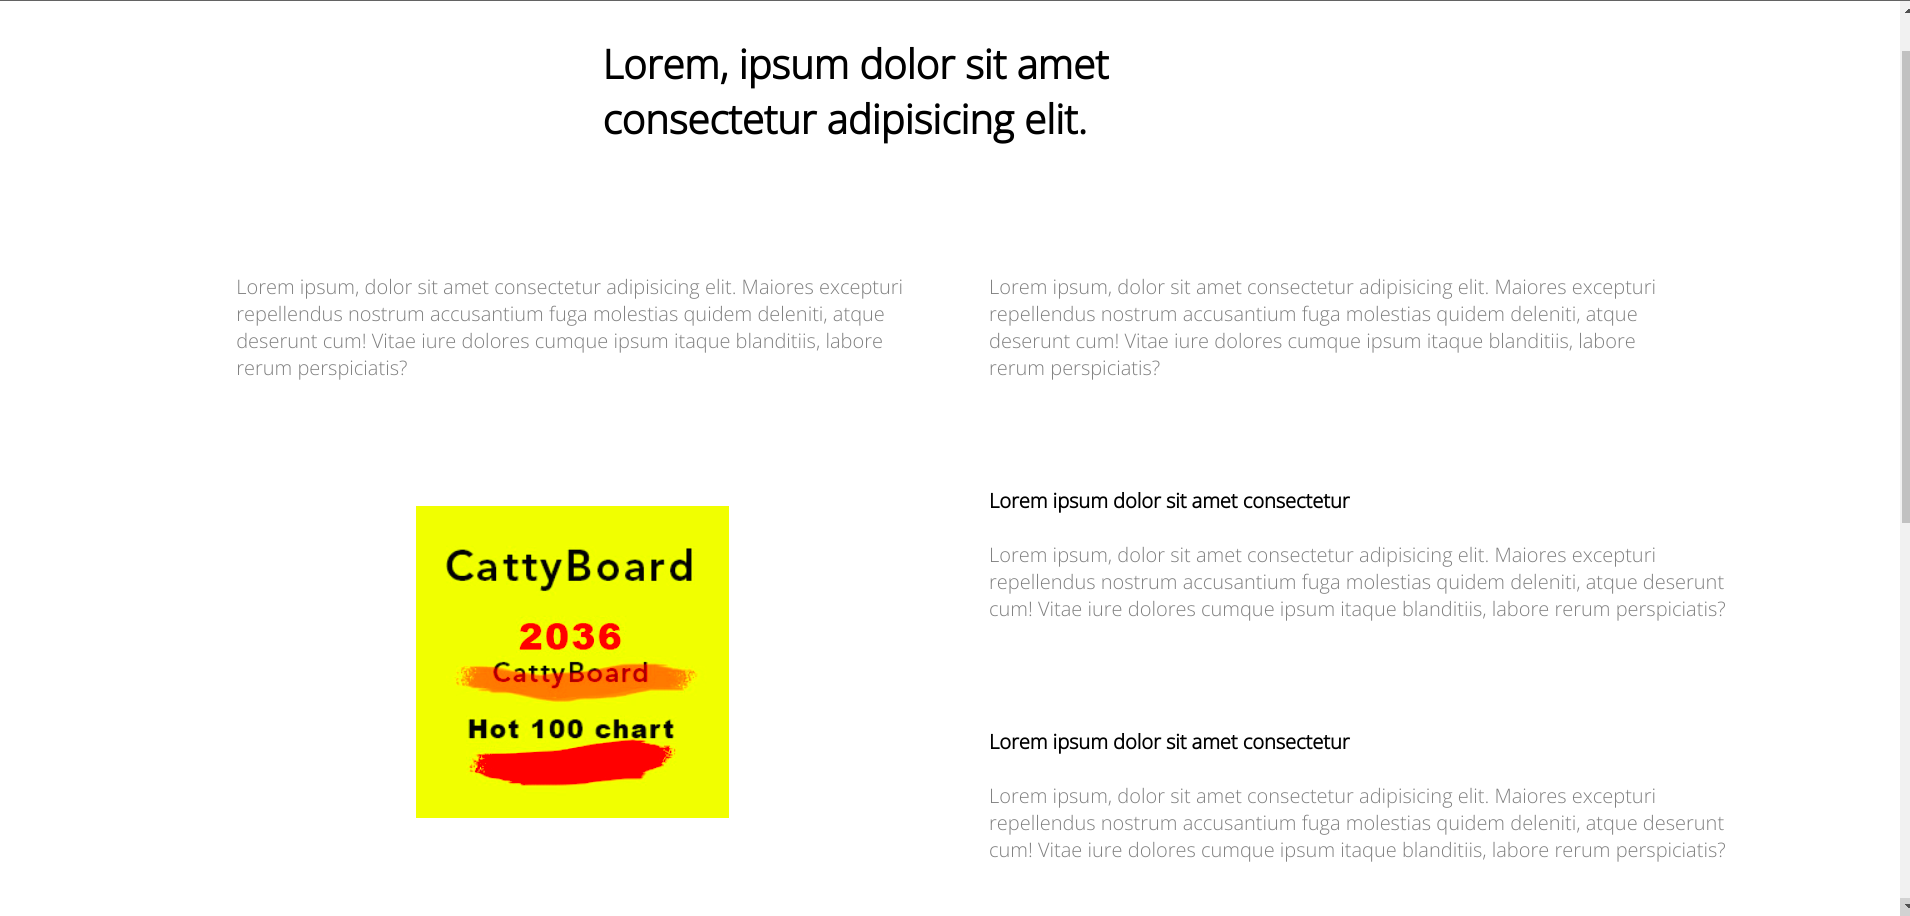 Lorem, ipsum dolor sit amet
consectetur adipisicing elit.
Lorem ipsum, dolor sit amet consectetur adipisicing elit. Maiores excepturi
repellendus nostrum accusantium fuga molestias quidem deleniti, atque
deserunt cum! Vitae iure dolores cumque ipsum itaque blanditiis, labore
rerum perspiciatis?
Lorem ipsum, dolor sit amet consectetur adipisicing elit. Maiores excepturi
repellendus nostrum accusantium fuga molestias quidem deleniti, atque
deserunt cum! Vitae iure dolores cumque ipsum itaque blanditiis, labore
rerum perspiciatis?
CattyBoard
2036
CattyBoard
Hot 100 chart
Lorem ipsum dolor sit amet consectetur
Lorem ipsum, dolor sit amet consectetur adipisicing elit. Maiores excepturi
repellendus nostrum accusantium fuga molestias quidem deleniti, atque deserunt
cum! Vitae iure dolores cumque ipsum itaque blanditiis, labore rerum perspiciatis?
Lorem ipsum dolor sit amet consectetur
Lorem ipsum, dolor sit amet consectetur adipisicing elit. Maiores excepturi
repellendus nostrum accusantium fuga molestias quidem deleniti, atque deserunt
cum! Vitae iure dolores cumque ipsum itaque blanditiis, labore rerum perspiciatis?